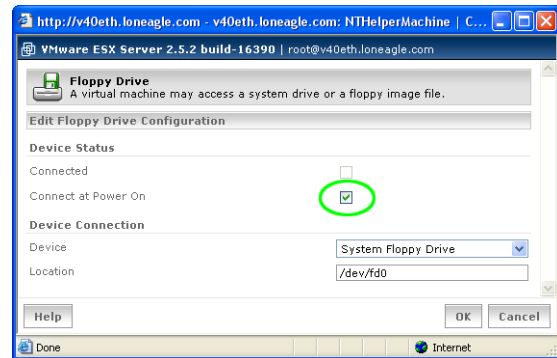 http://v40eth.loneagle.com - v40eth.loneagle.com: NTHelperMachine | C...
VMware ESX Server 2.5.2 build-16390 | root@v40eth.loneagle.com
Floppy Drive
A virtual machine may access a system drive or a floppy image file.
Edit Floppy Drive Configuration
Device Status
Connected
Connect at Power On
Device Connection
Device System Floppy Drive
Location /dev/fd0
Help OK Cancel
Done Internet